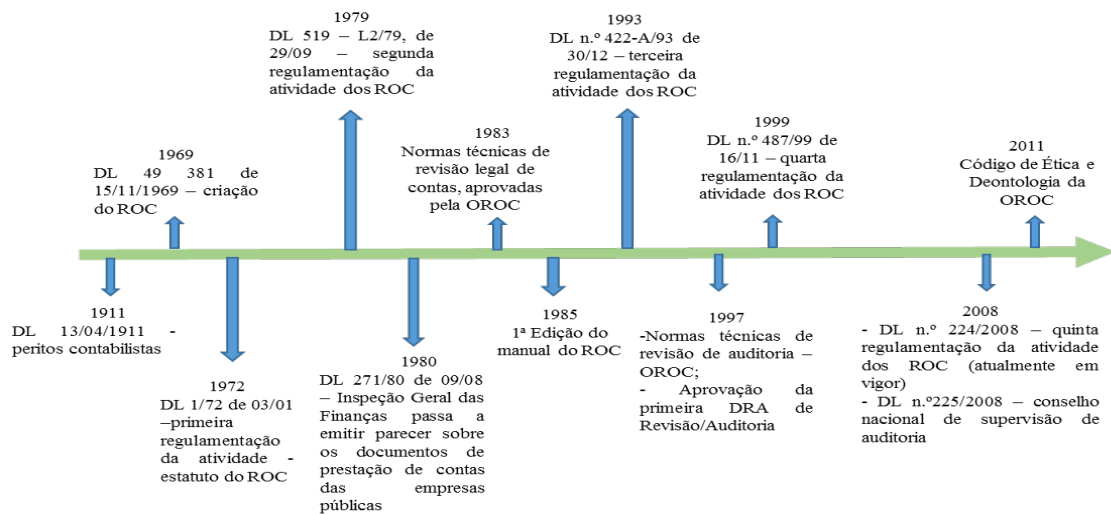 1979
DL 519 – L2/79, de
29/09 – segunda
regulamentação da
atividade dos ROC
1993
DL n.º 422-A/93 de
30/12 – terceira
regulamentação da
atividade dos ROC
1969
DL 49 381 de
15/11/1969 – criação
do ROC
1983
Normas técnicas de
revisão legal de
contas, aprovadas
pela OROC
1999
DL n.º 487/99 de
16/11 – quarta
regulamentação da
atividade dos ROC
2011
Código de Ética e
Deontologia da
OROC
1911
DL 13/04/1911 -
peritos contabilistas
1972
DL 1/72 de 03/01
–primeira
regulamentação
da atividade -
estatuto do ROC
1980
DL 271/80 de 09/08
– Inspeção Geral das
Finanças passa a
emitir parecer sobre
os documentos de
prestação de contas
das empresas
públicas
1985
1ª Edição do
manual do ROC
1997
-Normas técnicas de
revisão de auditoria –
OROC;
- Aprovação da
primeira DRA de
Revisão/Auditoria
2008
- DL n.º 224/2008 – quinta
regulamentação da atividade
dos ROC (atualmente em
vigor)
- DL n.º225/2008 – conselho
nacional de supervisão de
auditoria